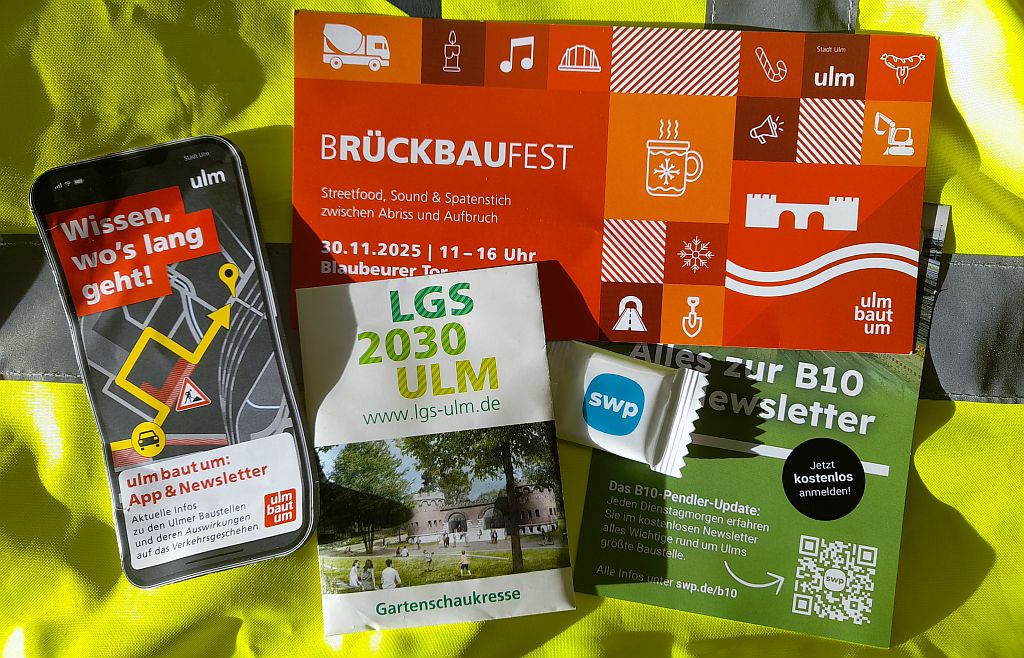 Stadt Ulm
ulm
BRÜCKBAUFEST
Streetfood, Sound & Spatenstich
zwischen Abriss und Aufbruch
30.11.2025 | 11–16 Uhr
Blaubeurer Tor
ulm
baut
um
Stadt Ulm
ulm
Wissen,
wo's lang
geht!
ulm baut um:
App & Newsletter
Aktuelle Infos
zu den Ulmer Baustellen
und deren Auswirkungen
auf das Verkehrsgeschehen
ulm
baut
um
LGS
2030
ULM
www.lgs-ulm.de
Gartenschaukresse
swp
Alles zur B10
Newsletter
Jetzt
kostenlos
anmelden!
Das B10-Pendler-Update:
Jeden Dienstagmorgen erfahren
Sie im kostenlosen Newsletter
alles Wichtige rund um Ulms
größte Baustelle.
Alle Infos unter swp.de/b10
swp